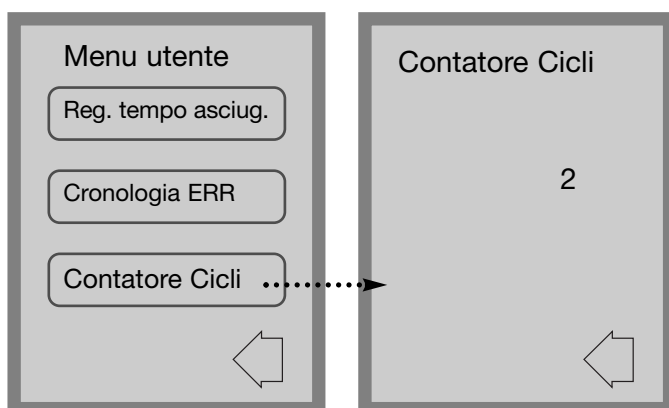 Menu utente
Reg. tempo asciug.
Cronologia ERR
Contatore Cicli
Contatore Cicli
2